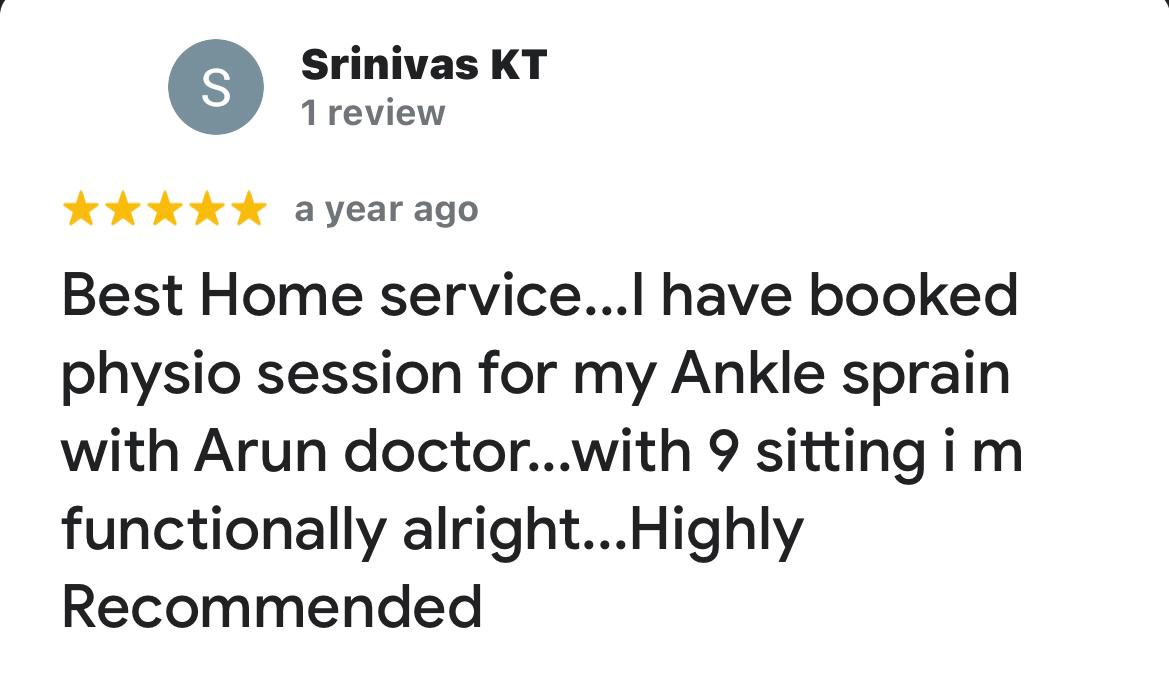 S
Srinivas KT
1 review
a year ago
Best Home service...I have booked
physio session for my Ankle sprain
with Arun doctor...with 9 sitting i m
functionally alright...Highly
Recommended